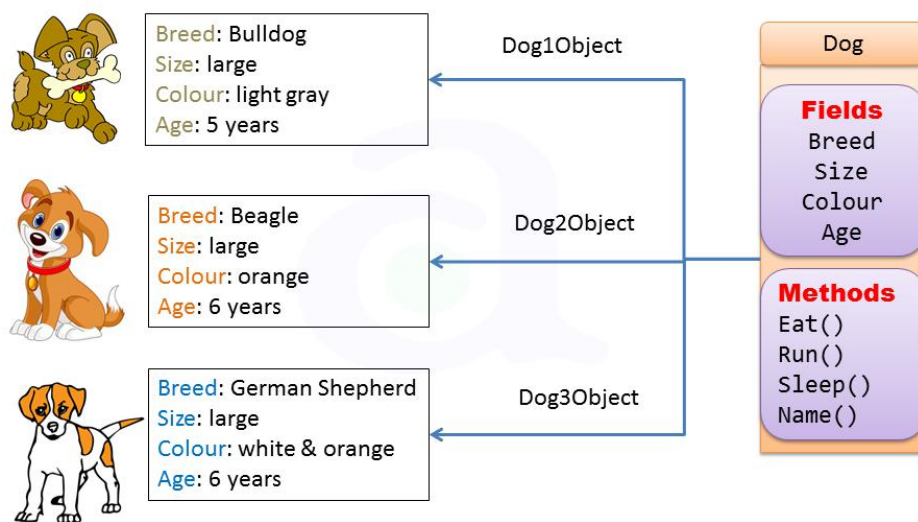 Breed: Bulldog
Size: large
Colour: light gray
Age: 5 years
Dog1Object
Breed: Beagle
Size: large
Colour: orange
Age: 6 years
Dog2Object
Breed: German Shepherd
Size: large
Colour: white & orange
Age: 6 years
Dog3Object
Dog
Fields
Breed
Size
Colour
Age
Methods
Eat()
Run()
Sleep()
Name()